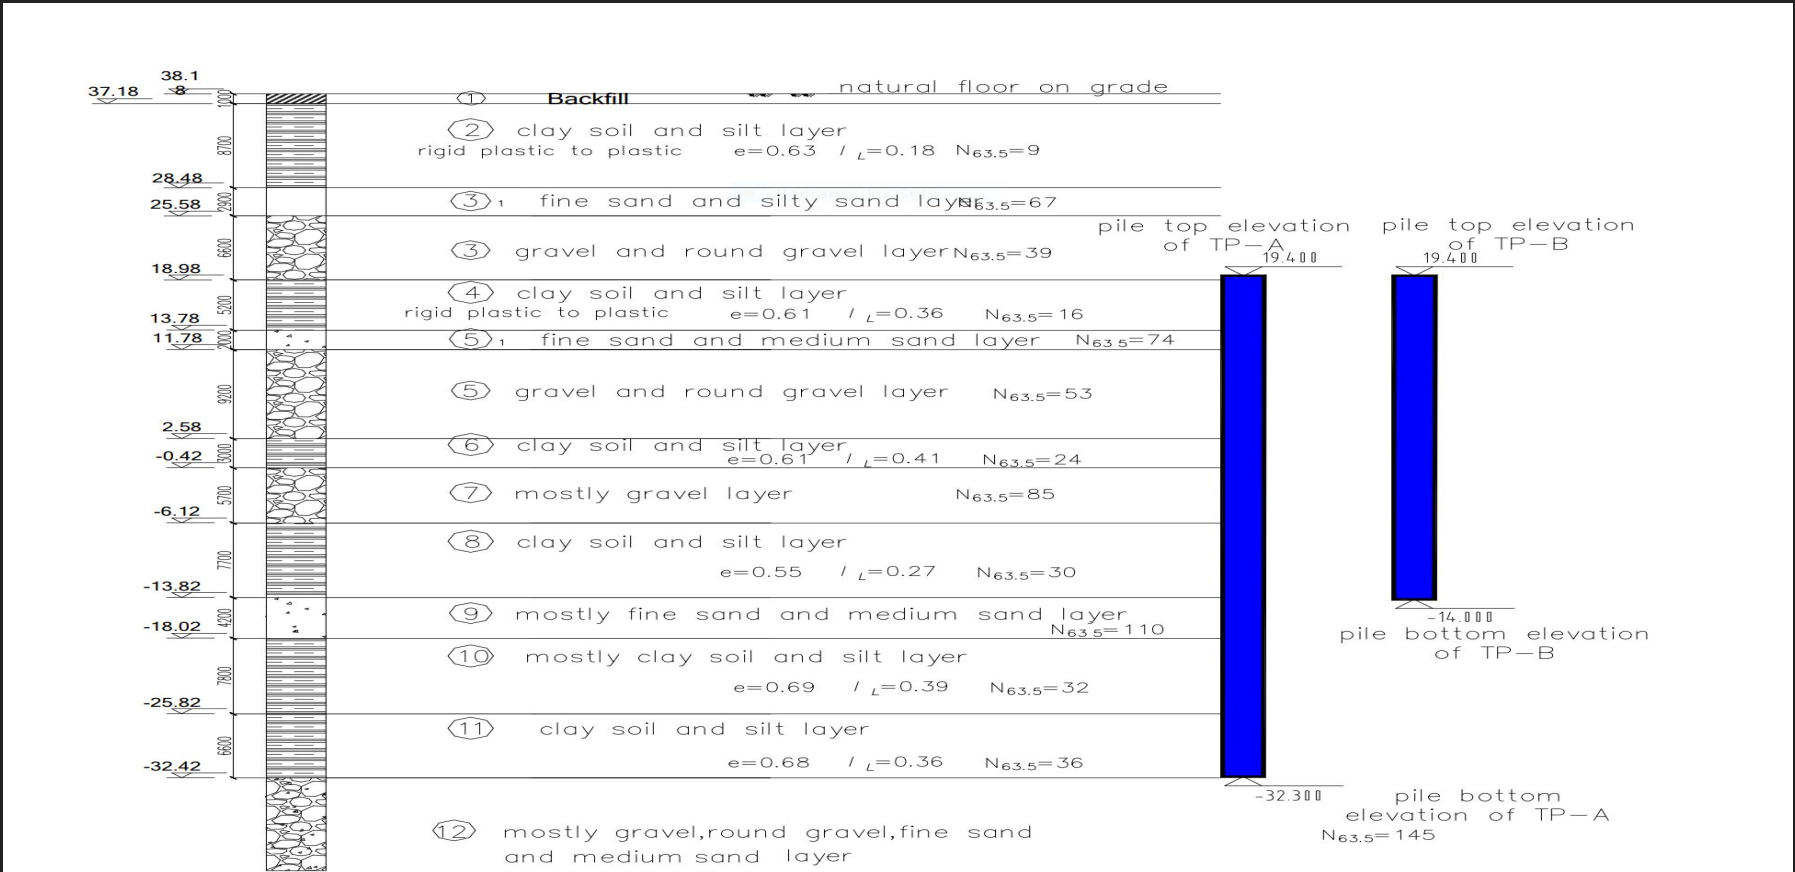 38.1
37.18 8 1000 1 Backfill natural floor on grade
2 clay soil and silt layer
8700 rigid plastic to plastic e=0.63 I L=0.18 N63.5=9
28.48
25.58 2900 3 1 fine sand and silty sand layer N63.5=67
pile top elevation of TP-A
19.400
pile top elevation of TP-B
19.400
6600 3 gravel and round gravel layer N63.5=39
18.98
4 clay soil and silt layer
5200 rigid plastic to plastic e=0.61 I L=0.36 N63.5=16
13.78
11.78 2000 5 1 fine sand and medium sand layer N63.5=74
9200 5 gravel and round gravel layer N63.5=53
2.58
6 clay soil and silt layer
-0.42 3000 e=0.61 I L=0.41 N63.5=24
5700 7 mostly gravel layer N63.5=85
-6.12
8 clay soil and silt layer
7700 e=0.55 I L=0.27 N63.5=30
-13.82
4200 9 mostly fine sand and medium sand layer
-18.02 N63.5=110
-14.000
pile bottom elevation
of TP-B
10 mostly clay soil and silt layer
7800 e=0.69 I L=0.39 N63.5=32
-25.82
11 clay soil and silt layer
6600 e=0.68 I L=0.36 N63.5=36
-32.42
-32.300 pile bottom
elevation of TP-A
N63.5=145
12 mostly gravel,round gravel,fine sand
and medium sand layer